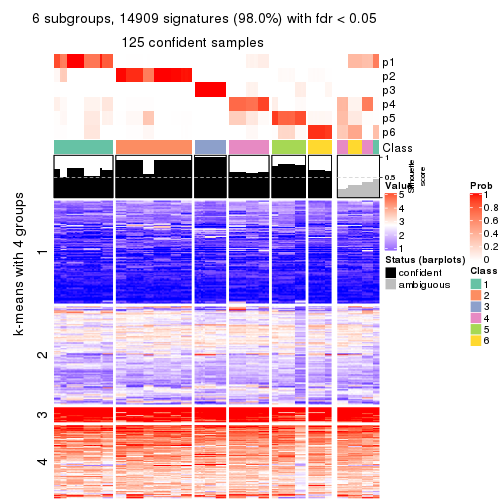 6 subgroups, 14909 signatures (98.0%) with fdr < 0.05
125 confident samples
p1
p2
p3
p4
p5
p6
Class
1
0.5
0
Silhouette
score
k-means with 4 groups
1
2
3
4
Value
5
4
3
2
1
Status (barplots)
confident
ambiguous
Prob
1
0.8
0.6
0.4
0.2
0
Class
1
2
3
4
5
6